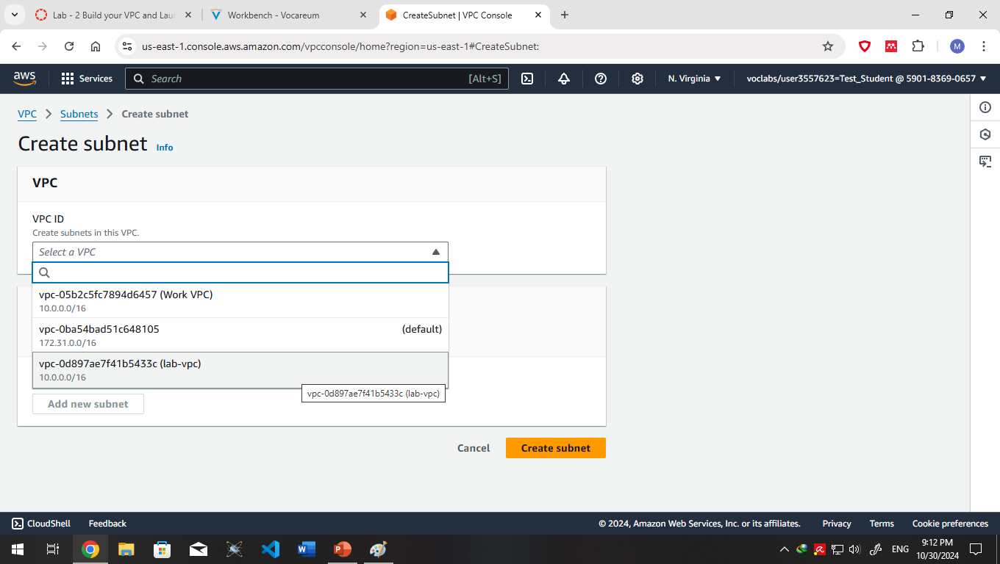 Lab - 2 Build your VPC and Lau
Workbench - Vocareum
CreateSubnet | VPC Console
us-east-1.console.aws.amazon.com/vpcconsole/home?region=us-east-1#CreateSubnet:
M
aws
Services
Search
[Alt+S]
N. Virginia
voclabs/user3557623=Test_Student @ 5901-8369-0657
VPC
Subnets
Create subnet
Create subnet
Info
VPC
VPC ID
Create subnets in this VPC.
Select a VPC
vpc-05b2c5fc7894d6457 (Work VPC)
10.0.0.0/16
vpc-0ba54bad51c648105 (default)
172.31.0.0/16
vpc-0d897ae7f41b5433c (lab-vpc)
10.0.0.0/16
vpc-0d897ae7f41b5433c (lab-vpc)
Add new subnet
Cancel
Create subnet
CloudShell
Feedback
© 2024, Amazon Web Services, Inc. or its affiliates.
Privacy
Terms
Cookie preferences
ENG
9:12 PM
10/30/2024